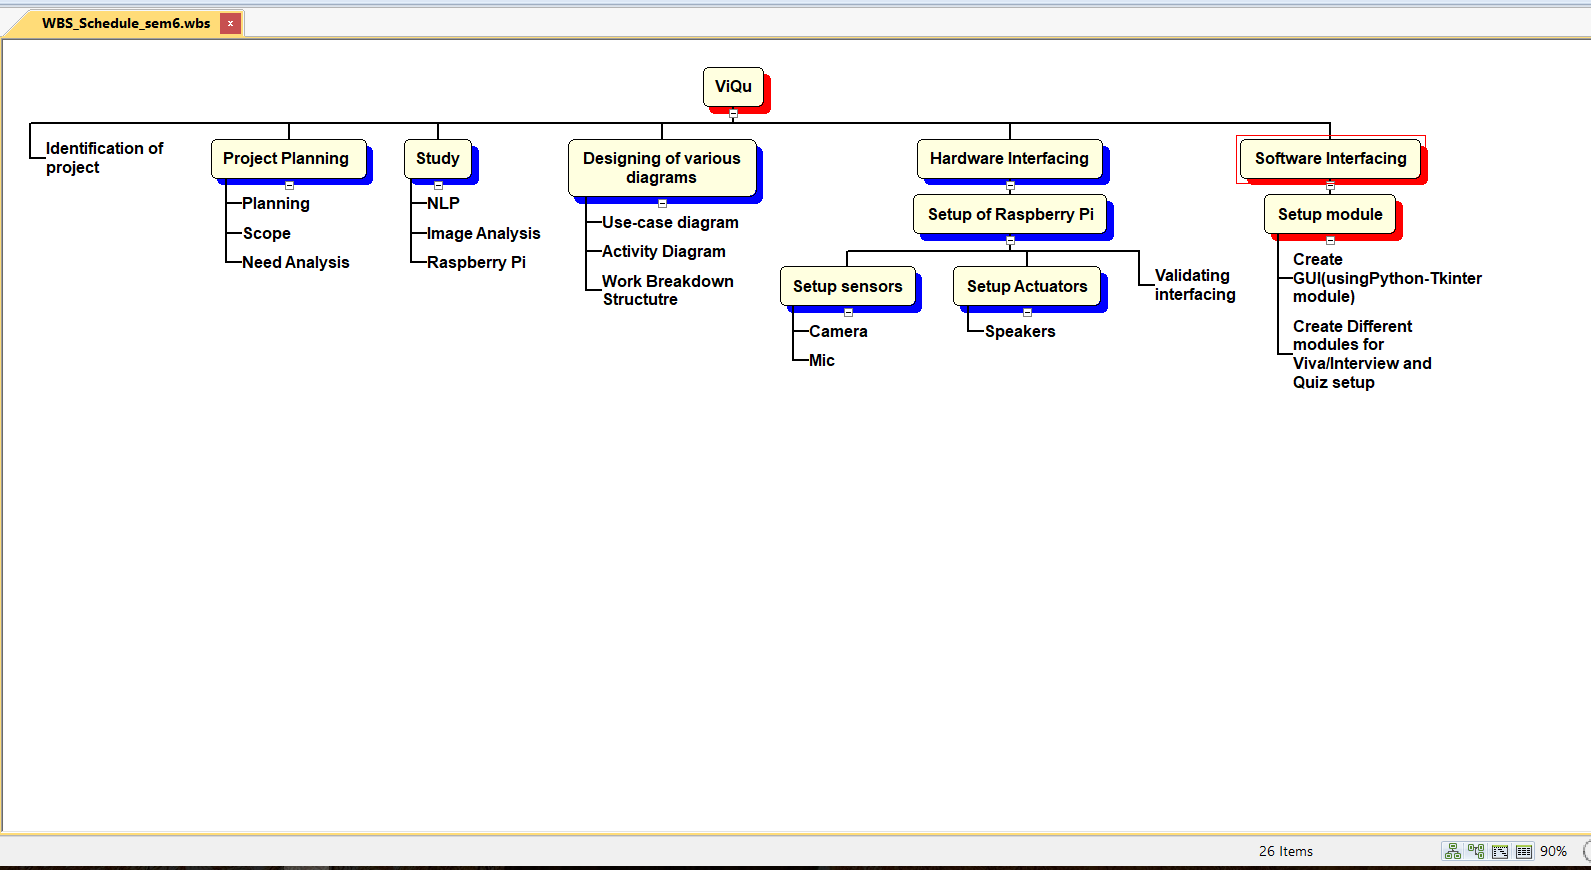 WBS_Schedule_sem6.wbs
x
ViQu
Identification of
project
Project Planning
Planning
Scope
Need Analysis
Study
NLP
Image Analysis
Raspberry Pi
Designing of various
diagrams
Use-case diagram
Activity Diagram
Work Breakdown
Structutre
Hardware Interfacing
Setup of Raspberry Pi
Setup sensors
Camera
Mic
Setup Actuators
Speakers
Validating
interfacing
Software Interfacing
Setup module
Create
GUI(usingPython-Tkinter
module)
Create Different
modules for
Viva/Interview and
Quiz setup
26 Items
90%